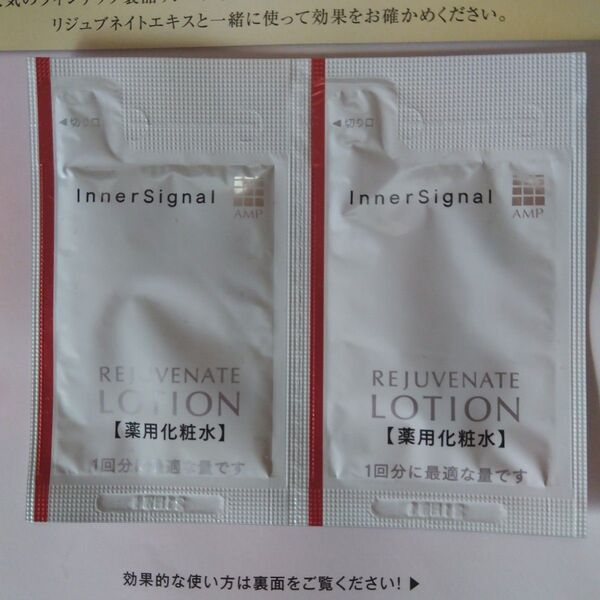 リジュブネイトエキスと一緒に使って効果をお確かめください。
◀切り口
InnerSignal
AMP
REJUVENATE
LOTION
【薬用化粧水】
1回分に最適な量です
◀切り口
InnerSignal
AMP
REJUVENATE
LOTION
【薬用化粧水】
1回分に最適な量です
効果的な使い方は裏面をご覧ください!▶